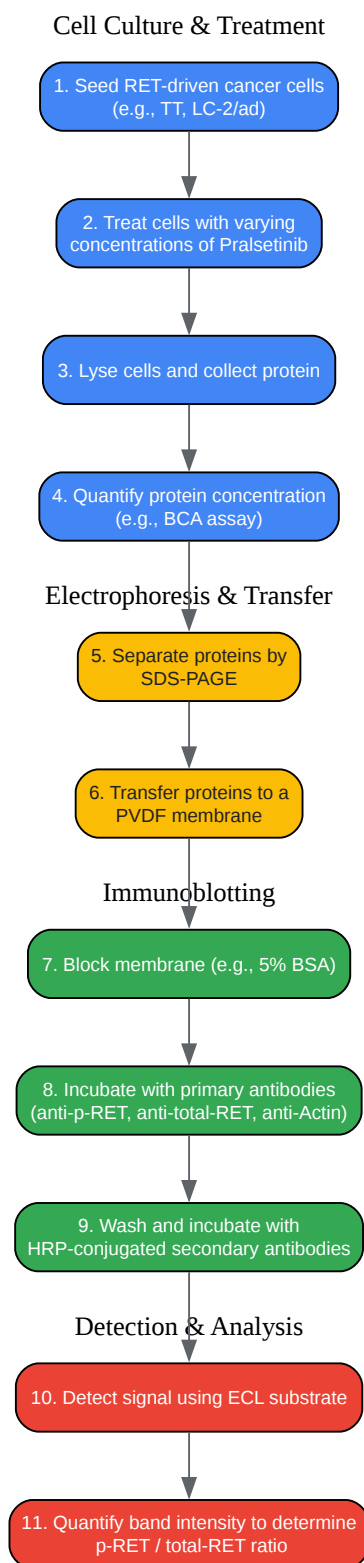 Cell Culture & Treatment
1. Seed RET-driven cancer cells
(e.g., TT, LC-2/ad)
2. Treat cells with varying
concentrations of Pralsetinib
3. Lyse cells and collect protein
4. Quantify protein concentration
(e.g., BCA assay)
Electrophoresis & Transfer
5. Separate proteins by
SDS-PAGE
6. Transfer proteins to a
PVDF membrane
Immunoblotting
7. Block membrane (e.g., 5% BSA)
8. Incubate with primary antibodies
(anti-p-RET, anti-total-RET, anti-Actin)
9. Wash and incubate with
HRP-conjugated secondary antibodies
Detection & Analysis
10. Detect signal using ECL substrate
11. Quantify band intensity to determine
p-RET / total-RET ratio